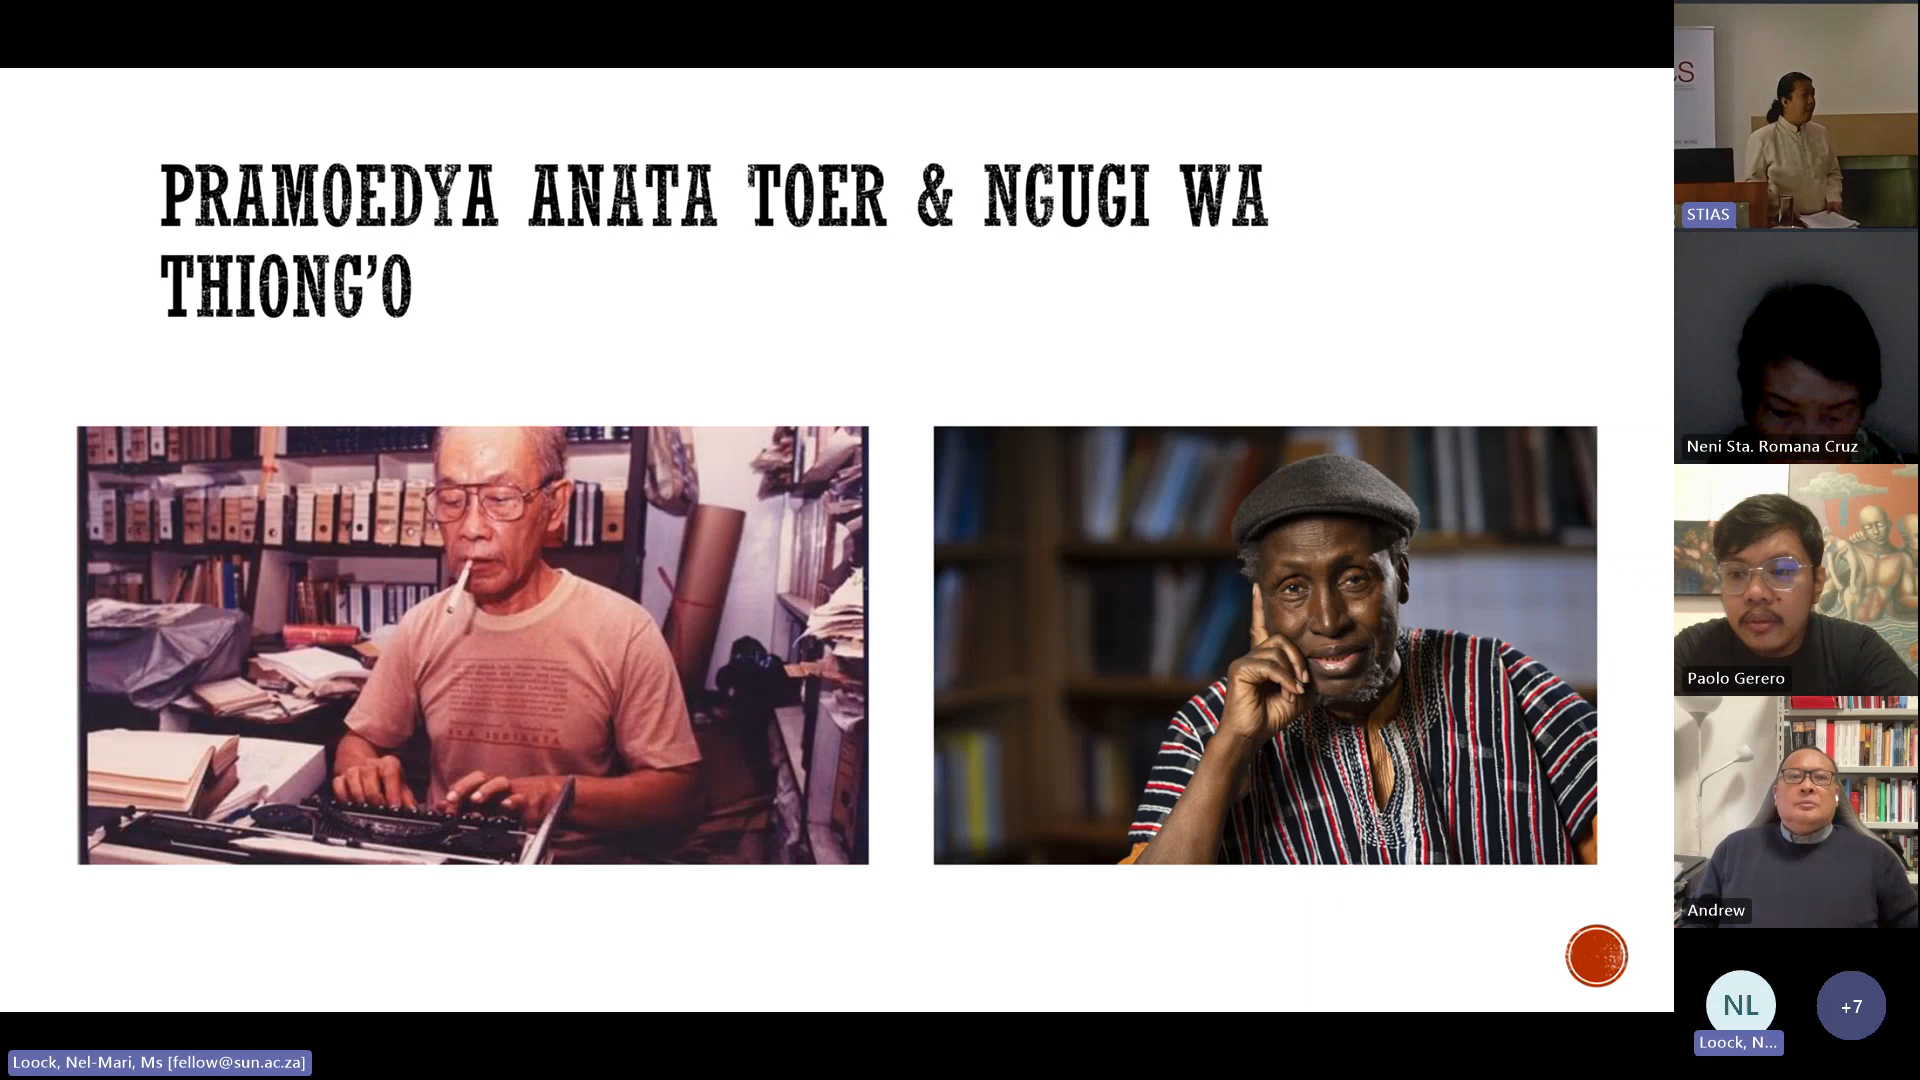 PRAMOEDYA ANATA TOER & NGUGI WA
THIONG'O
STIAS
Neni Sta. Romana Cruz
Paolo Gerero
Andrew
NL
+7
Loock, N...
Loock, Nel-Mari, Ms [fellow@sun.ac.za]